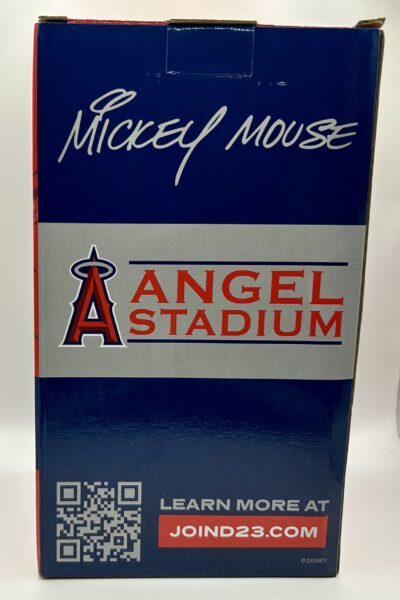 MICKEY MOUSE
A ANGEL
STADIUM
LEARN MORE AT
JOIND23.COM
©DISNEY